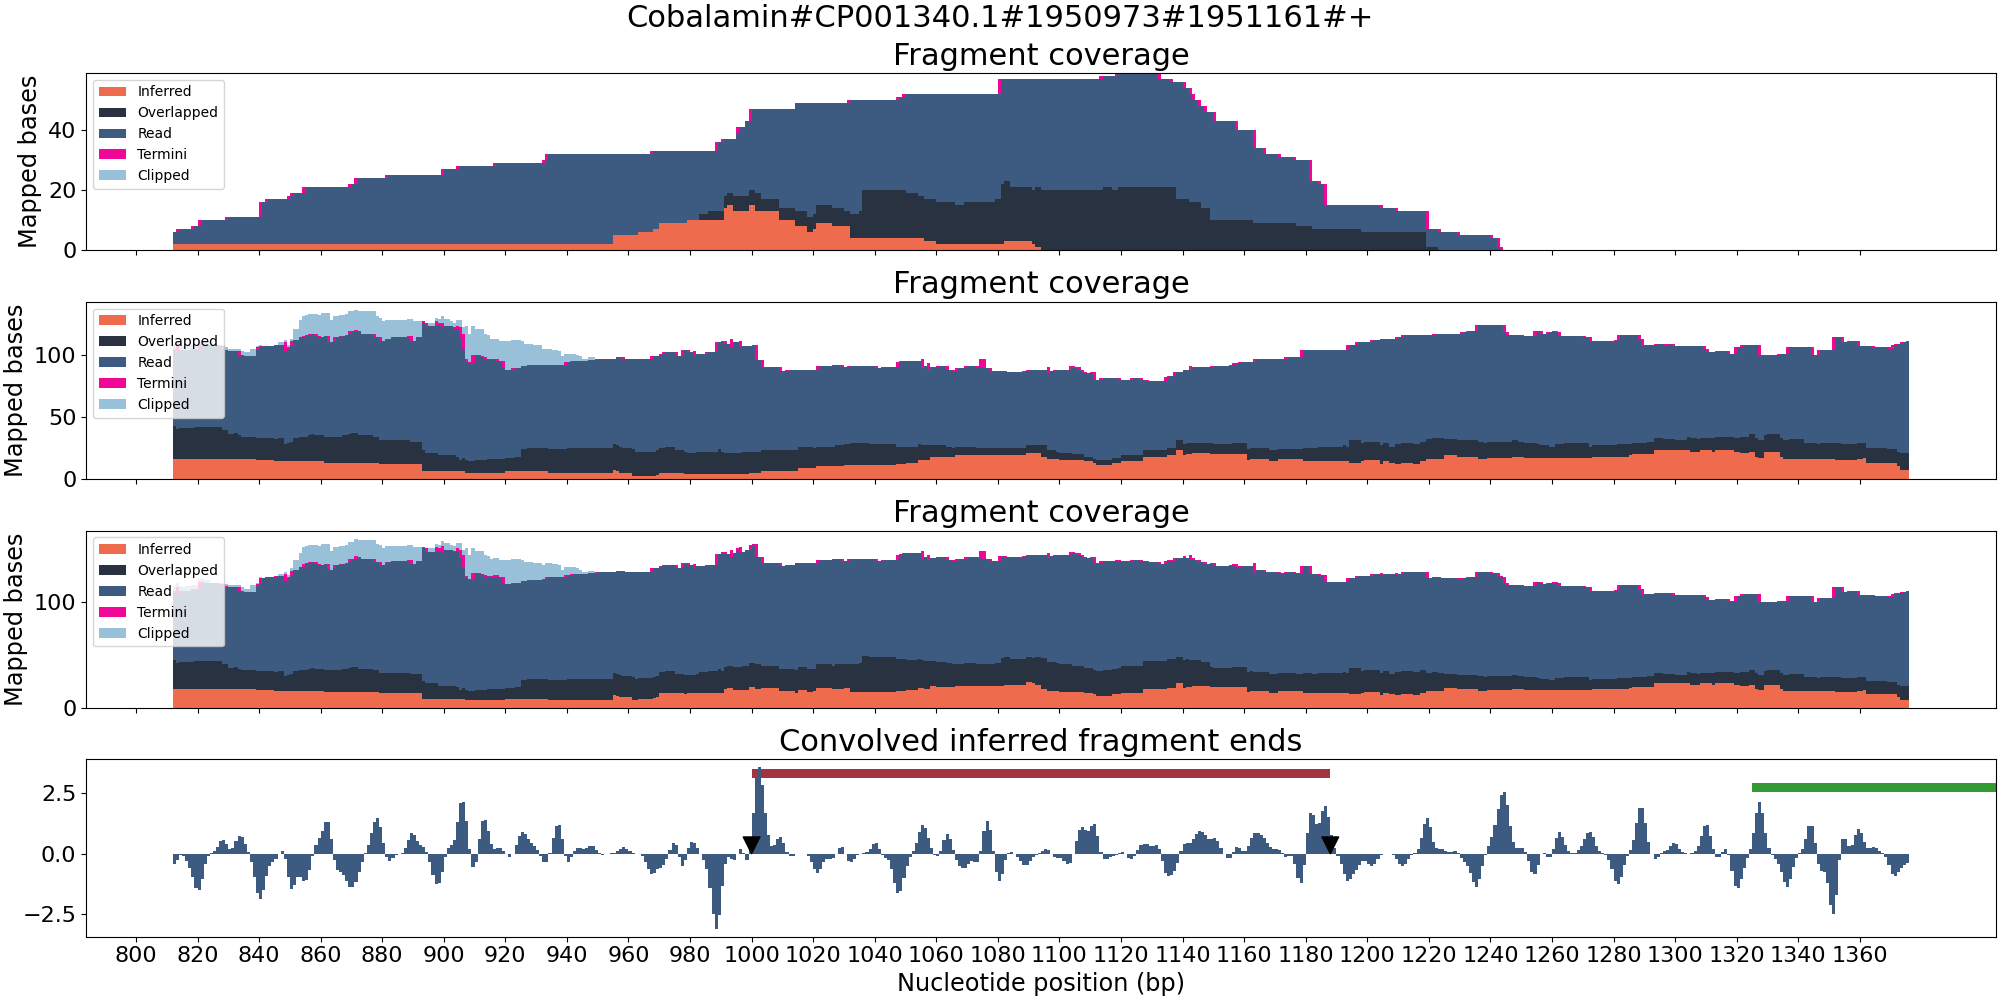 Cobalamin#CP001340.1#1950973#1951161#+
Fragment coverage
Mapped bases
40
20
0
Inferred
Overlapped
Read
Termini
Clipped
Fragment coverage
Mapped bases
100
50
0
Inferred
Overlapped
Read
Termini
Clipped
Fragment coverage
Mapped bases
100
0
Inferred
Overlapped
Read
Termini
Clipped
Convolved inferred fragment ends
2.5
0.0
−2.5
800 820 840 860 880 900 920 940 960 980 1000 1020 1040 1060 1080 1100 1120 1140 1160 1180 1200 1220 1240 1260 1280 1300 1320 1340 1360
Nucleotide position (bp)